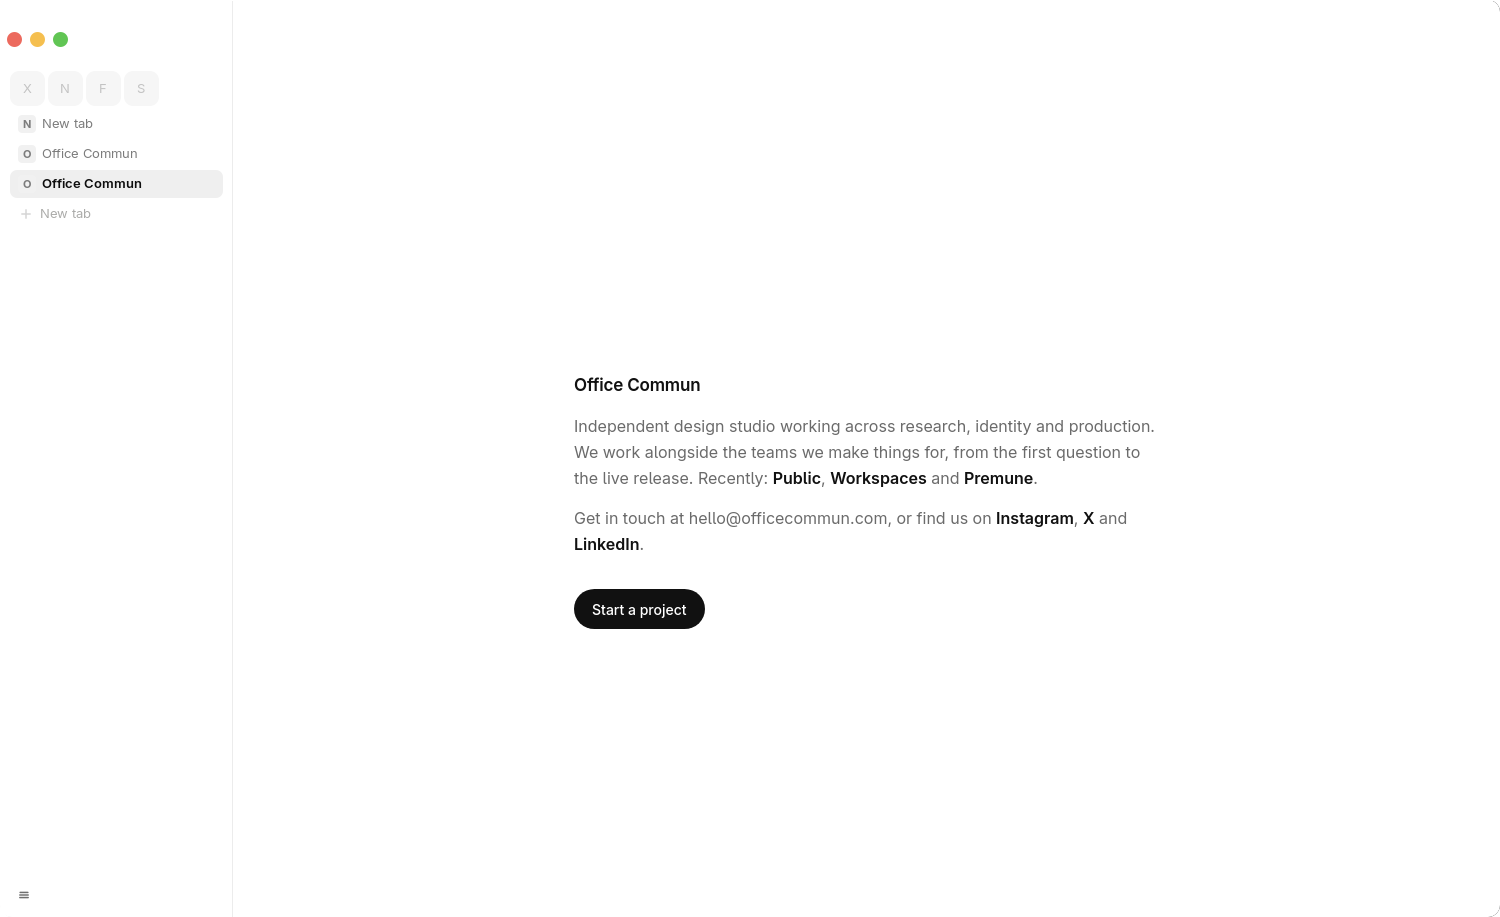 X N F S
N New tab
O Office Commun
O Office Commun
+ New tab
Office Commun
Independent design studio working across research, identity and production.
We work alongside the teams we make things for, from the first question to
the live release. Recently: Public, Workspaces and Premune.
Get in touch at hello@officecommun.com, or find us on Instagram, X and
LinkedIn.
Start a project